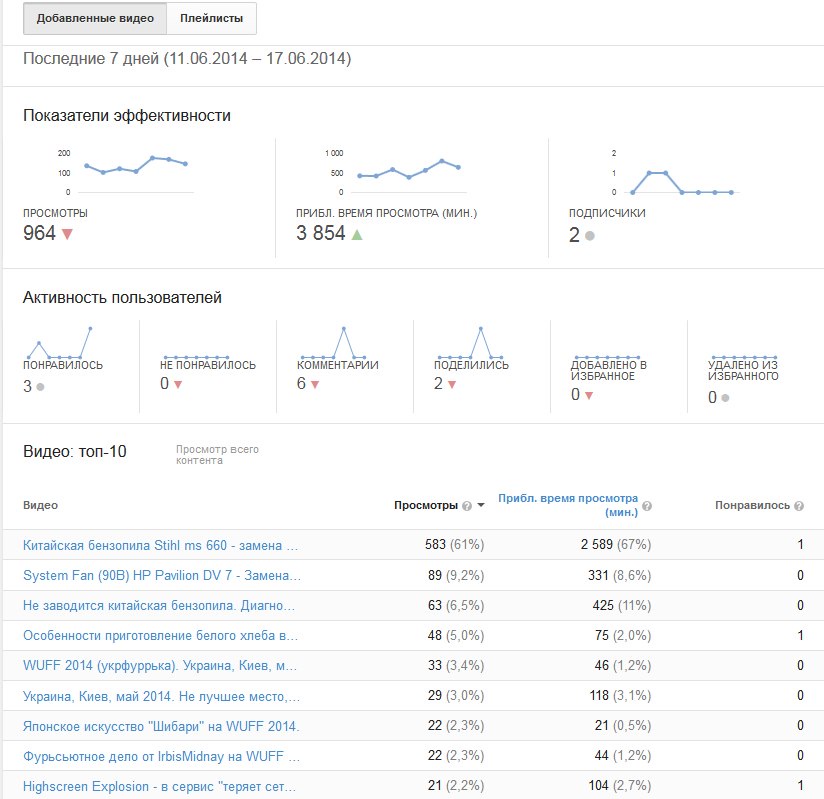 Добавленные видео Плейлисты
Последние 7 дней (11.06.2014 – 17.06.2014)
Показатели эффективности
200
100
0
1 000
500
0
2
1
0
ПРОСМОТРЫ
964
ПРИБЛ. ВРЕМЯ ПРОСМОТРА (МИН.)
3 854
ПОДПИСЧИКИ
2
Активность пользователей
ПОНРАВИЛОСЬ
3
НЕ ПОНРАВИЛОСЬ
0
КОММЕНТАРИИ
6
ПОДЕЛИЛИСЬ
2
ДОБАВЛЕНО В
ИЗБРАННОЕ
0
УДАЛЕНО ИЗ
ИЗБРАННОГО
0
Видео: топ-10
Просмотр всего
контента
Видео Просмотры ? Прибл. время просмотра
(мин.) ? Понравилось ?
Китайская бензопила Stihl ms 660 - замена ... 583 (61%) 2 589 (67%) 1
System Fan (90B) HP Pavilion DV 7 - Замена... 89 (9,2%) 331 (8,6%) 0
Не заводится китайская бензопила. Диагно... 63 (6,5%) 425 (11%) 0
Особенности приготовление белого хлеба в... 48 (5,0%) 75 (2,0%) 1
WUFF 2014 (укрфуррька). Украина, Киев, м... 33 (3,4%) 46 (1,2%) 0
Украина, Киев, май 2014. Не лучшее место,... 29 (3,0%) 118 (3,1%) 0
Японское искусство "Шибари" на WUFF 2014. 22 (2,3%) 21 (0,5%) 0
Фурьсьютное дело от IrbisMidnay на WUFF ... 22 (2,3%) 44 (1,2%) 0
Highscreen Explosion - в сервис "теряет сет... 21 (2,2%) 104 (2,7%) 1